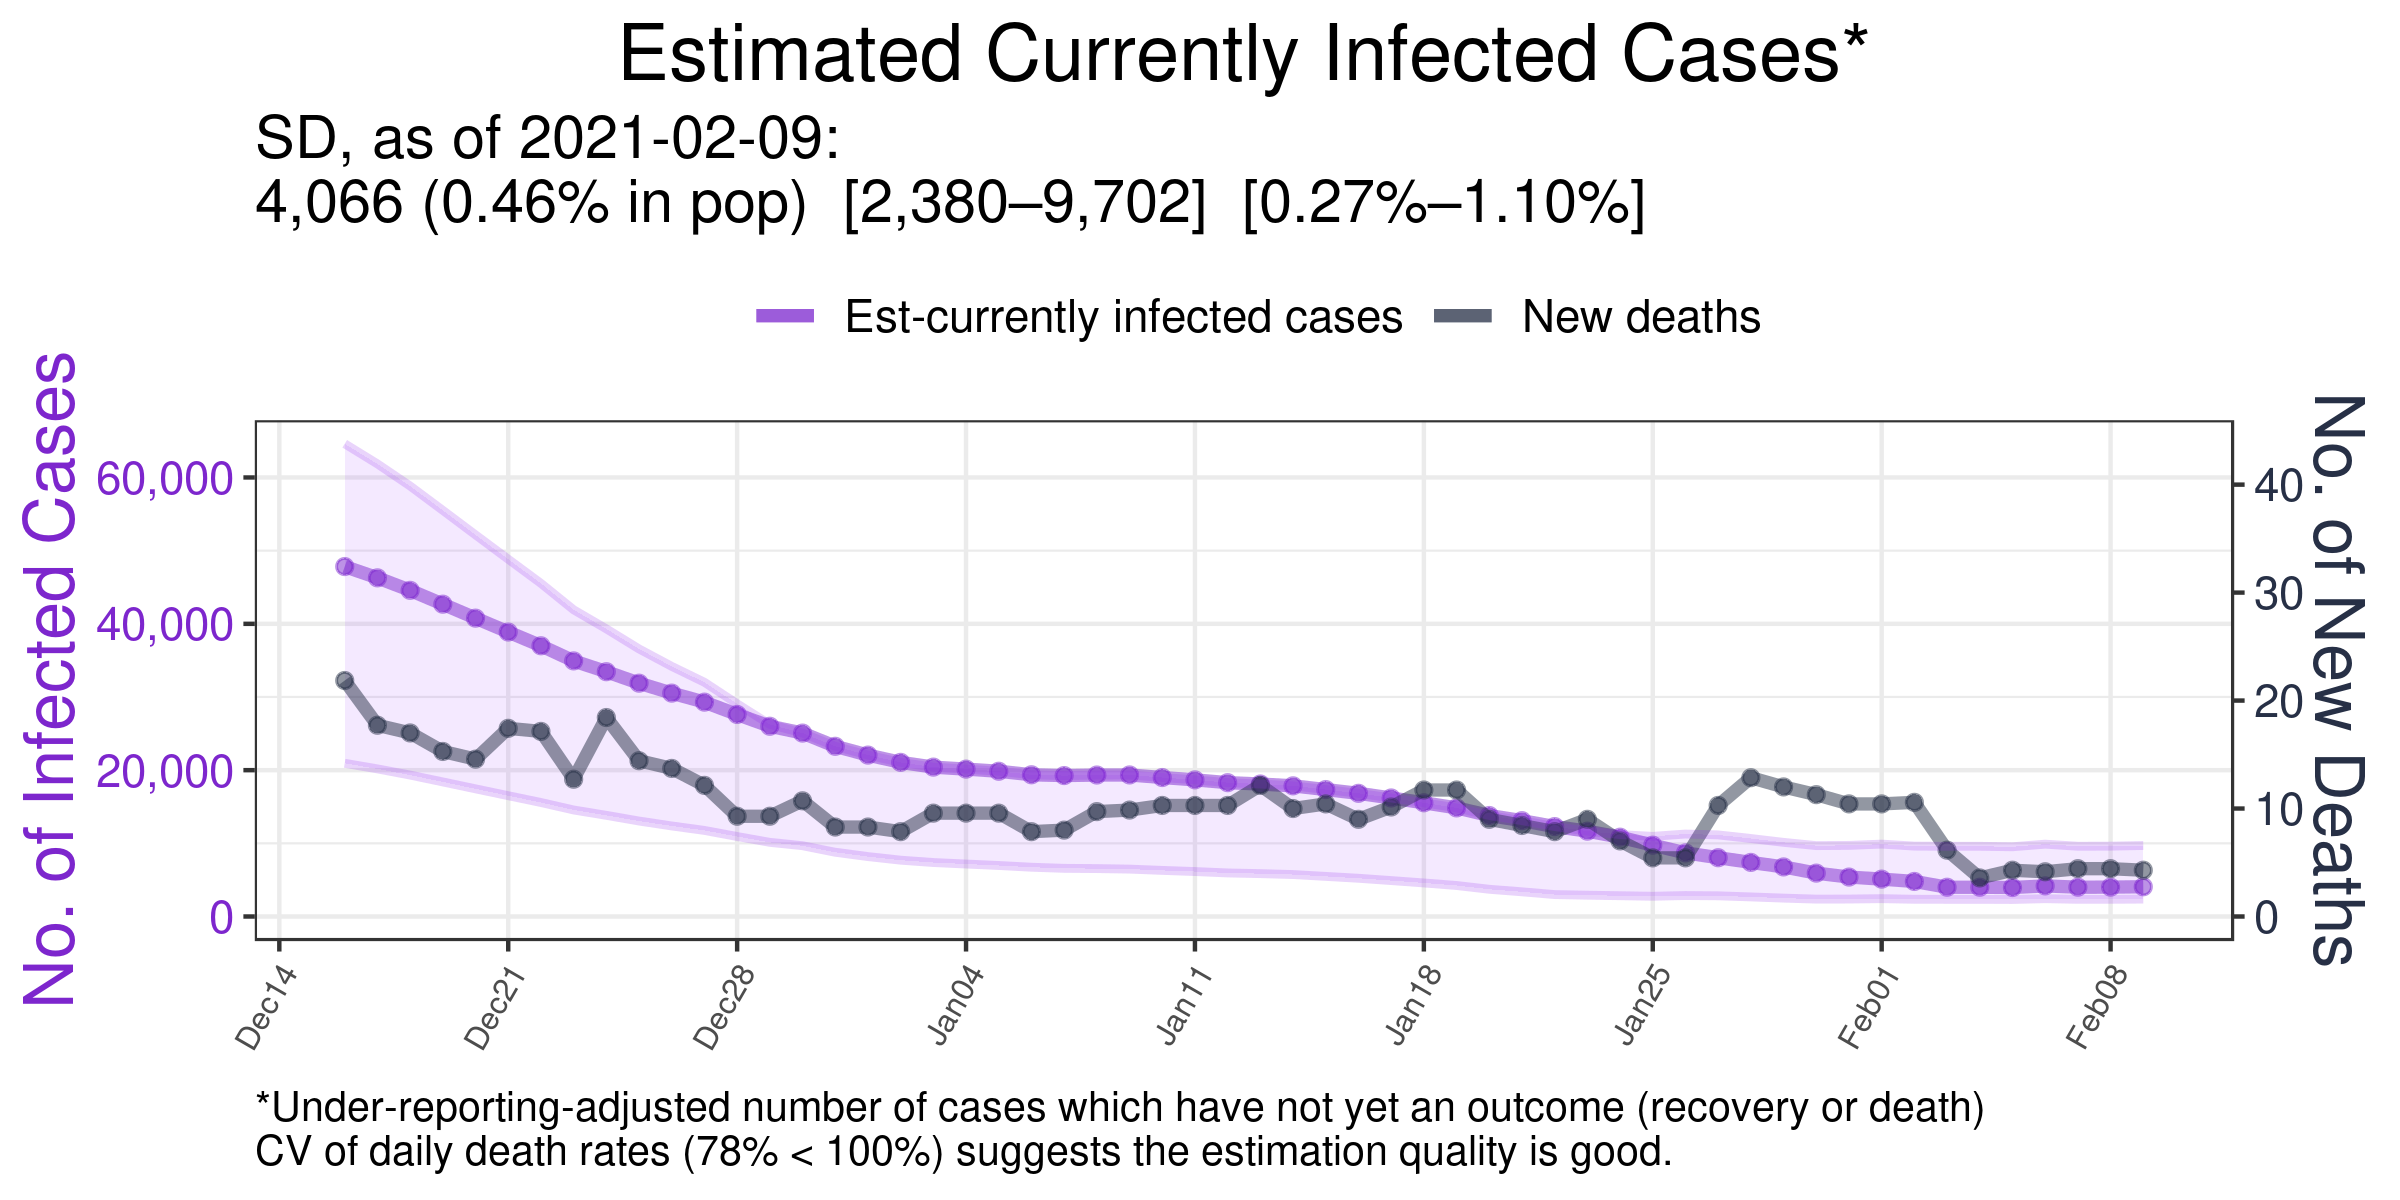 Estimated Currently Infected Cases*
SD, as of 2021-02-09:
4,066 (0.46% in pop)  [2,380–9,702]  [0.27%–1.10%]
Est-currently infected cases
New deaths
No. of Infected Cases
60,000
40,000
20,000
0
No. of New Deaths
40
30
20
10
0
Dec14
Dec21
Dec28
Jan04
Jan11
Jan18
Jan25
Feb01
Feb08
*Under-reporting-adjusted number of cases which have not yet an outcome (recovery or death)
CV of daily death rates (78% < 100%) suggests the estimation quality is good.